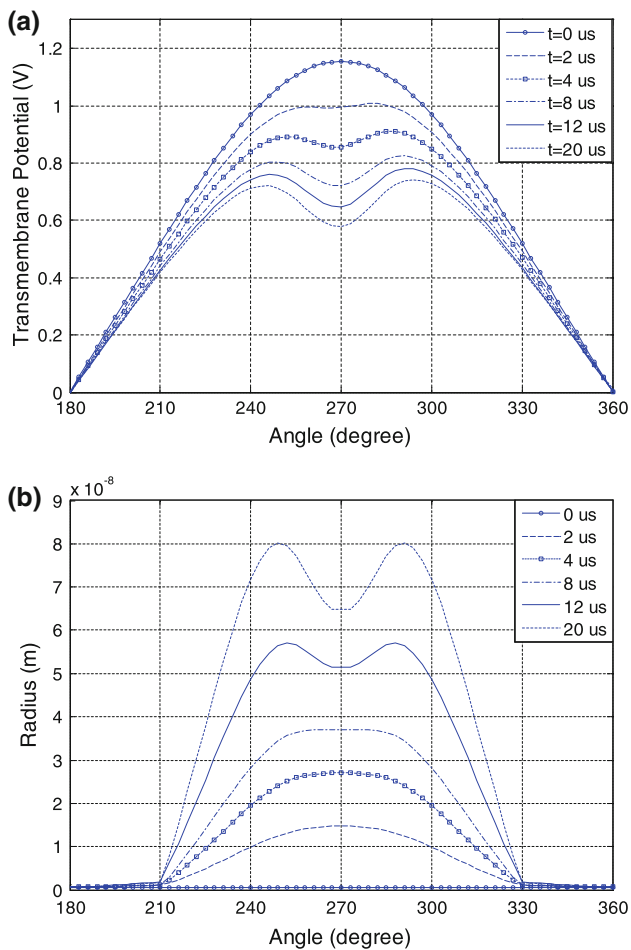 (a)
Transmembrane Potential (V)
1.2
1
0.8
0.6
0.4
0.2
0
180 210 240 270 300 330 360
Angle (degree)
t=0 us
t=2 us
t=4 us
t=8 us
t=12 us
t=20 us
(b)
x 10^-8
Radius (m)
9
8
7
6
5
4
3
2
1
0
180 210 240 270 300 330 360
Angle (degree)
0 us
2 us
4 us
8 us
12 us
20 us